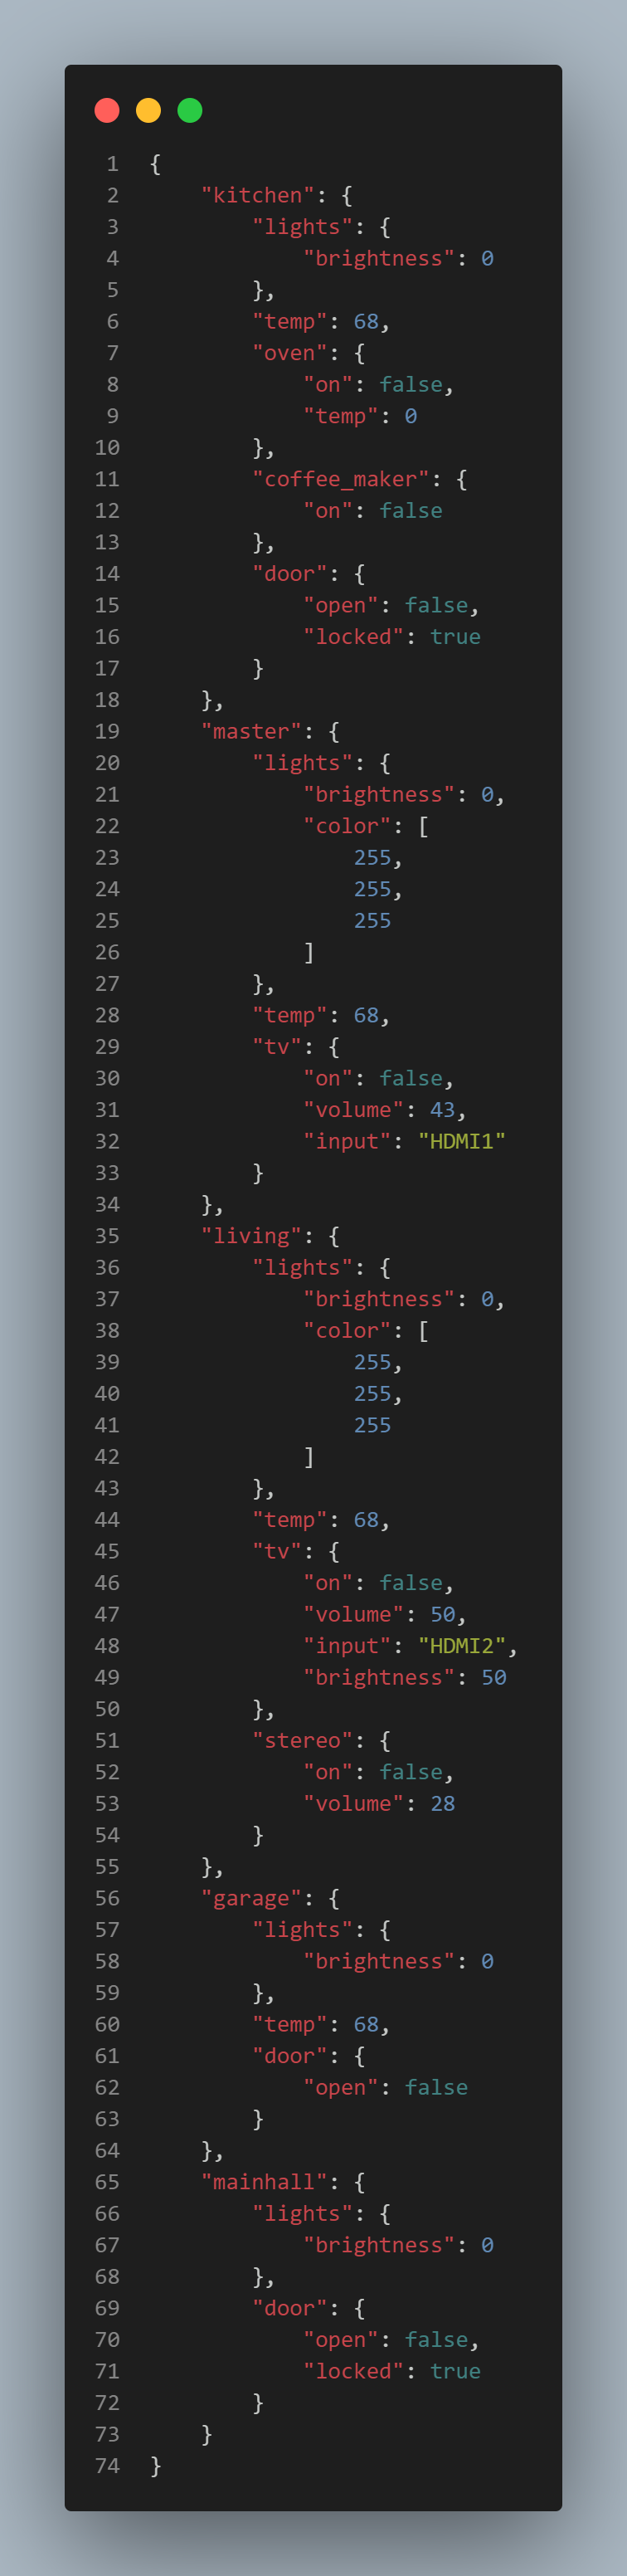 1 {
2     "kitchen": {
3         "lights": {
4             "brightness": 0
5         },
6         "temp": 68,
7         "oven": {
8             "on": false,
9             "temp": 0
10         },
11         "coffee_maker": {
12             "on": false
13         },
14         "door": {
15             "open": false,
16             "locked": true
17         }
18     },
19     "master": {
20         "lights": {
21             "brightness": 0,
22             "color": [
23                 255,
24                 255,
25                 255
26             ]
27         },
28         "temp": 68,
29         "tv": {
30             "on": false,
31             "volume": 43,
32             "input": "HDMI1"
33         }
34     },
35     "living": {
36         "lights": {
37             "brightness": 0,
38             "color": [
39                 255,
40                 255,
41                 255
42             ]
43         },
44         "temp": 68,
45         "tv": {
46             "on": false,
47             "volume": 50,
48             "input": "HDMI2",
49             "brightness": 50
50         },
51         "stereo": {
52             "on": false,
53             "volume": 28
54         }
55     },
56     "garage": {
57         "lights": {
58             "brightness": 0
59         },
60         "temp": 68,
61         "door": {
62             "open": false
63         }
64     },
65     "mainhall": {
66         "lights": {
67             "brightness": 0
68         },
69         "door": {
70             "open": false,
71             "locked": true
72         }
73     }
74 }